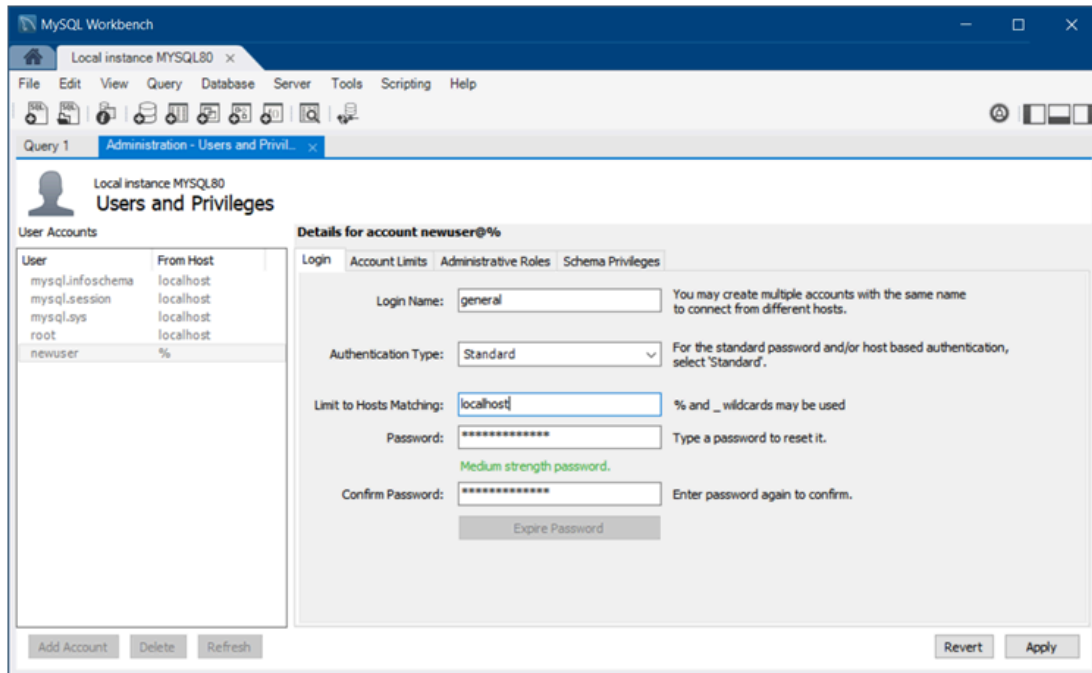 MySQL Workbench
Local instance MYSQL80
File Edit View Query Database Server Tools Scripting Help
Query 1 Administration - Users and Privil...
Local instance MYSQL80
Users and Privileges
User Accounts
User From Host
mysql.infoschema localhost
mysql.session localhost
mysql.sys localhost
root localhost
newuser %
Add Account Delete Refresh
Details for account newuser@%
Login Account Limits Administrative Roles Schema Privileges
Login Name: general You may create multiple accounts with the same name
to connect from different hosts.
Authentication Type: Standard For the standard password and/or host based authentication,
select 'Standard'.
Limit to Hosts Matching: localhost % and _ wildcards may be used
Password: ************* Type a password to reset it.
Medium strength password.
Confirm Password: ************* Enter password again to confirm.
Expire Password
Revert Apply